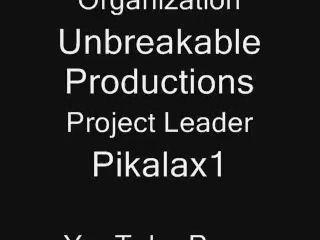 Organization
Unbreakable
Productions
Project Leader
Pikalax1